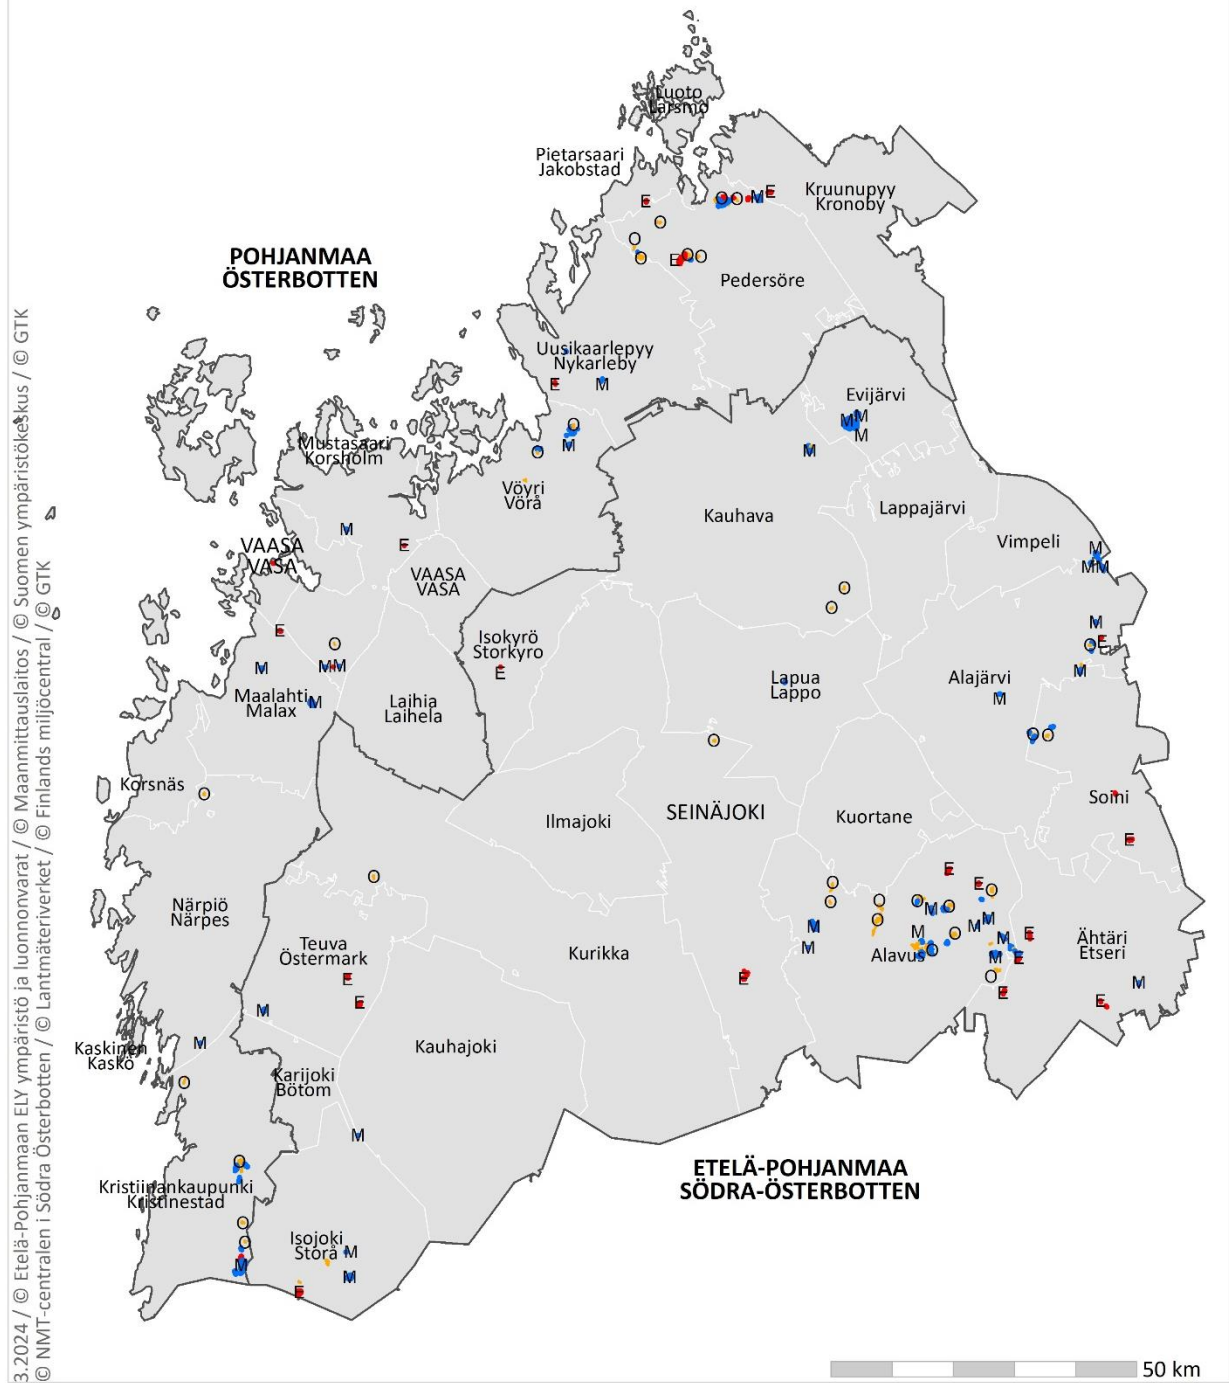 Luoto
Larsmo
Pietarsaari
Jakobstad
E
O O M E
Kruunupyy
Kronoby
O
O
O
E O O
Pedersöre
POHJANMAA
ÖSTERBOTTEN
Uusikaarlepyy
Nykarleby
E M
Evijärvi
M M
M
O
M
O
M
Mustasaari
Korsholm
Vöyri
Vörå
Kauhava
Lappajärvi
Vimpeli
M
E
M
MM
VAASA
VASA
VAASA
VASA
O
O
E
O
M
Isokyrö
Storkyro
E
M
O E
M
M M M
Maalahti
Malax
M
Laihia
Laihela
Lapua
Lappo
Alajärvi
M
O
O O
Korsnäs
O
Soini
Ilmajoki
SEINÄJOKI
Kuortane
E
E
E
O
O
O
O
O O
M O
O
M
M
M M
M
E
O
M
Närpiö
Närpes
Teuva
Östermark
Kurikka
M
Alavus
O
M
E
Ähtäri
Etseri
E
E
E
O
E
M
E
M
M
Kaskinen
Kaskö
O
Kauhajoki
Karijoki
Bötom
M
O
Kristiinankaupunki
Kristinestad
O
O
M
Isojoki
Storå
M
M
E
ETELÄ-POHJANMAA
SÖDRA-ÖSTERBOTTEN
50 km
3.2024 / © Etelä-Pohjanmaan ELY ympäristö ja luonnonvarat / © Maanmittauslaitos / © Suomen ympäristökeskus / © GTK
© NMT-centralen i Södra Österbotten / © Lantmäteriverket / © Finlands miljöcentral / © GTK